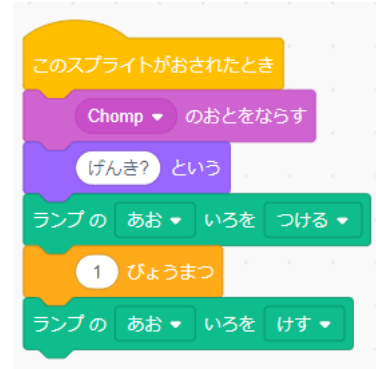 このスプライトがおされたとき
Chomp のおとをならす
げんき? という
ランプ の あお いろを つける
1 びょうまつ
ランプ の あお いろを けす